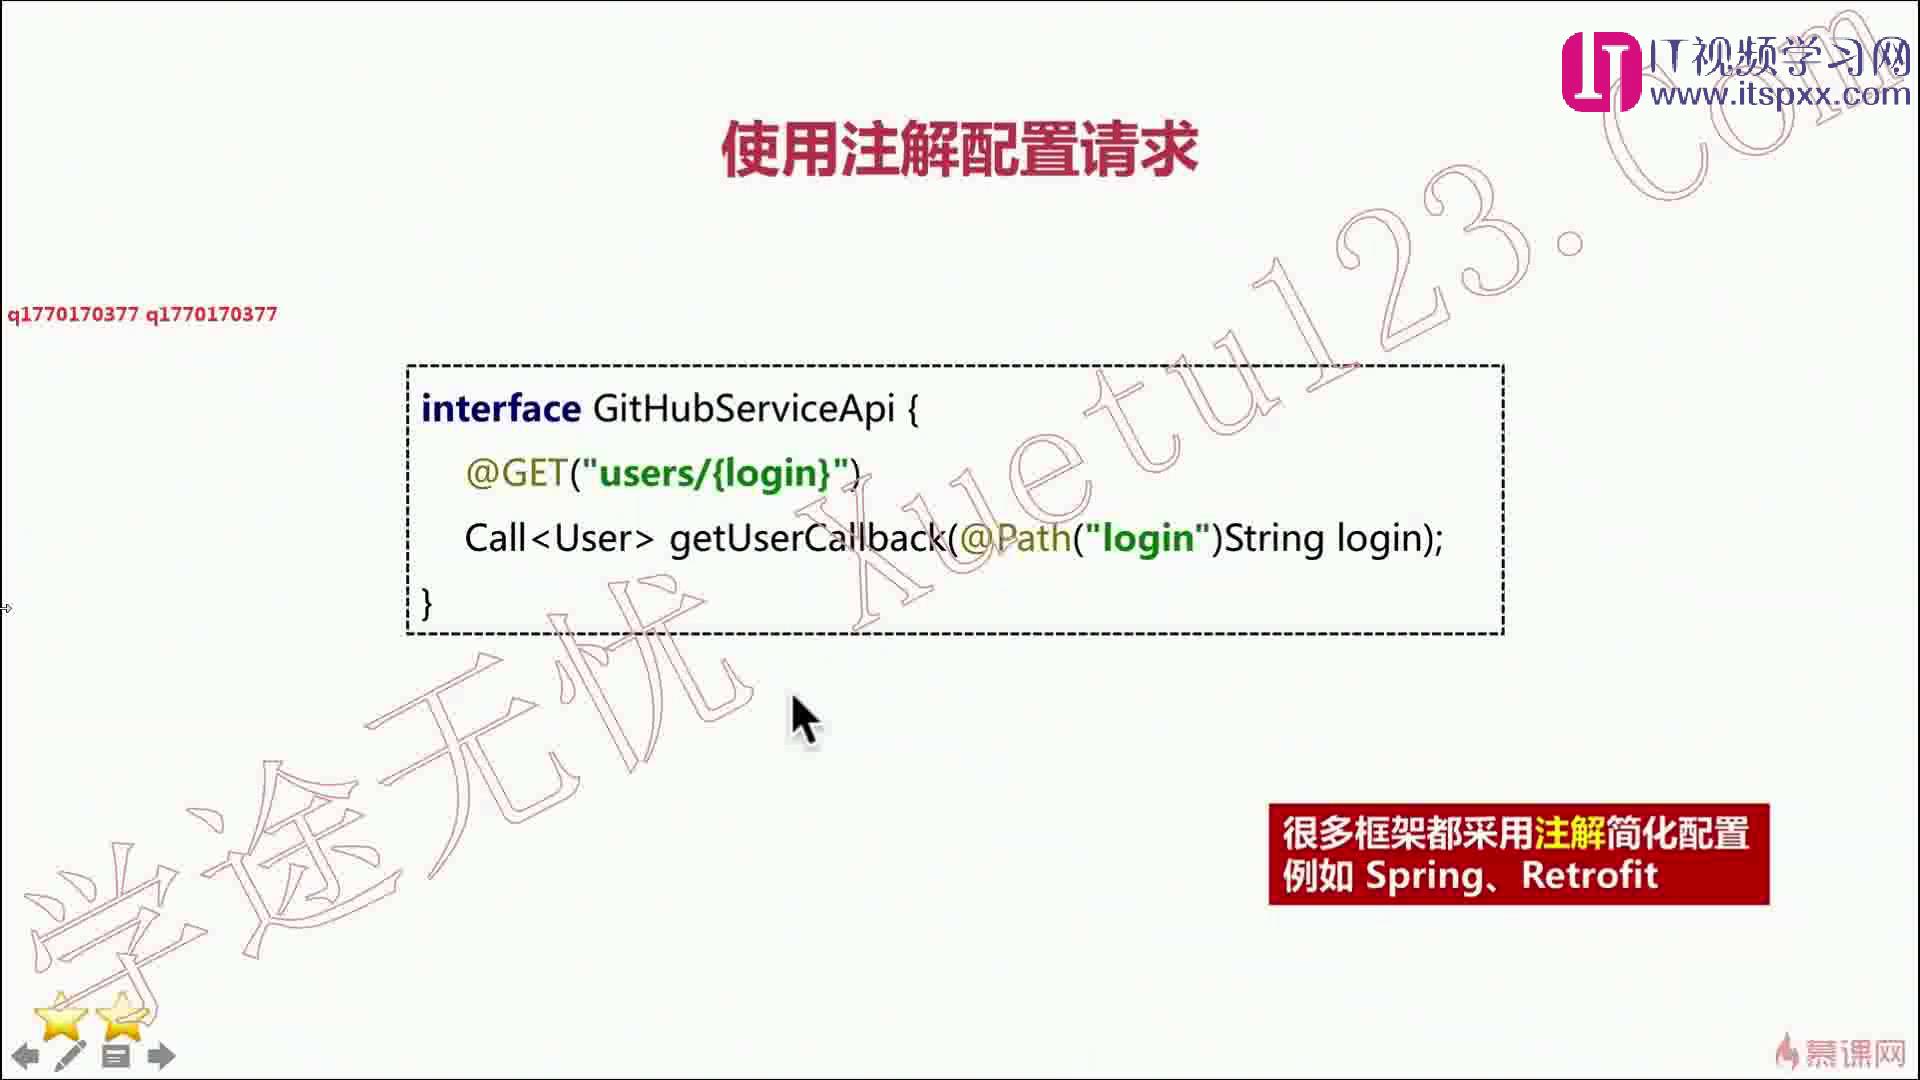 IT视频学习网
www.itspxx.com
使用注解配置请求
q1770170377 q1770170377
interface GitHubServiceApi {
@GET("users/{login}")
Call<User> getUserCallback(@Path("login")String login);
}
学途无忧 Xuetu123.Com
很多框架都采用注解简化配置
例如 Spring、Retrofit
慕课网